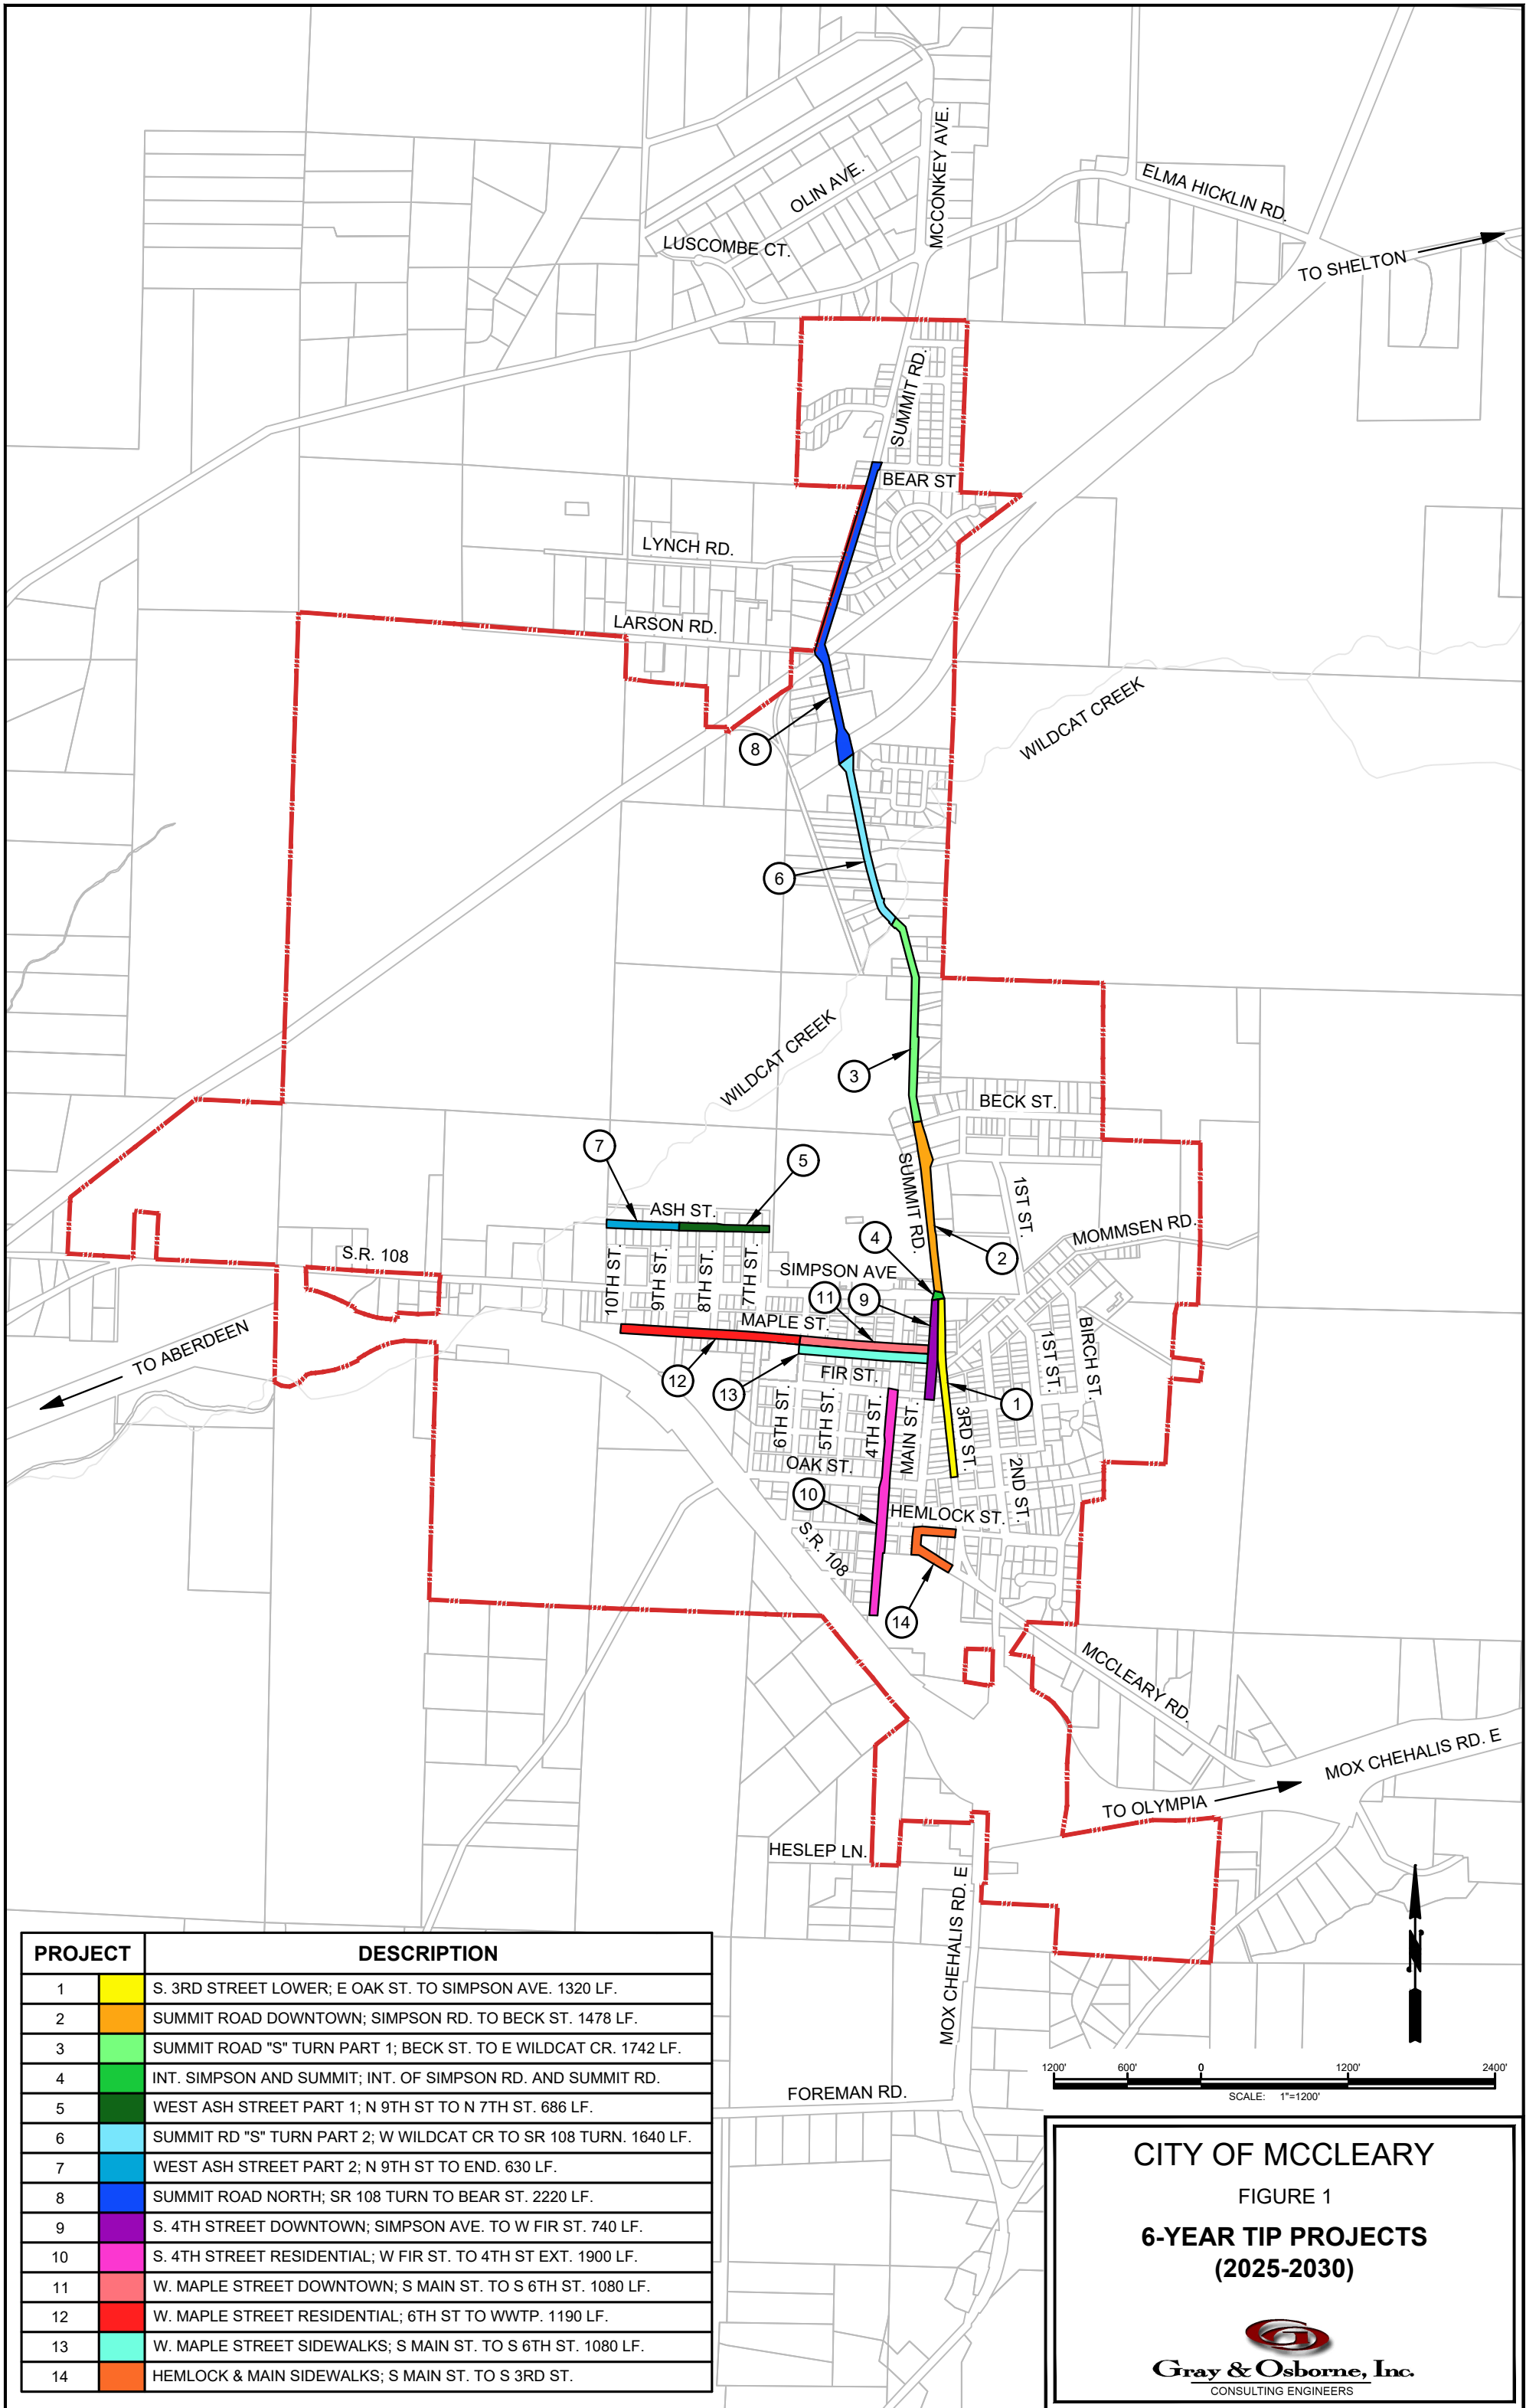 MCCONKEY AVE.
OLIN AVE.
ELMA HICKLIN RD.
LUSCOMBE CT.
TO SHELTON
SUMMIT RD.
BEAR ST
LYNCH RD.
LARSON RD.
WILDCAT CREEK
8
6
WILDCAT CREEK
3
BECK ST.
7
5
ASH ST.
SUMMIT RD.
1ST ST.
MOMMSEN RD.
4
2
S.R. 108
10TH ST.
9TH ST.
8TH ST.
7TH ST.
SIMPSON AVE
11
9
MAPLE ST.
TO ABERDEEN
12
13
FIR ST.
1ST ST.
BIRCH ST.
1
6TH ST.
5TH ST.
4TH ST.
MAIN ST.
3RD ST.
OAK ST.
2ND ST.
10
HEMLOCK ST.
S.R. 108
14
MCCLEARY RD.
MOX CHEHALIS RD. E
TO OLYMPIA
HESLEP LN.
MOX CHEHALIS RD. E
FOREMAN RD.
N
1200' 600' 0 1200' 2400'
SCALE: 1"=1200'
PROJECT DESCRIPTION
1 S. 3RD STREET LOWER; E OAK ST. TO SIMPSON AVE. 1320 LF.
2 SUMMIT ROAD DOWNTOWN; SIMPSON RD. TO BECK ST. 1478 LF.
3 SUMMIT ROAD "S" TURN PART 1; BECK ST. TO E WILDCAT CR. 1742 LF.
4 INT. SIMPSON AND SUMMIT; INT. OF SIMPSON RD. AND SUMMIT RD.
5 WEST ASH STREET PART 1; N 9TH ST TO N 7TH ST. 686 LF.
6 SUMMIT RD "S" TURN PART 2; W WILDCAT CR TO SR 108 TURN. 1640 LF.
7 WEST ASH STREET PART 2; N 9TH ST TO END. 630 LF.
8 SUMMIT ROAD NORTH; SR 108 TURN TO BEAR ST. 2220 LF.
9 S. 4TH STREET DOWNTOWN; SIMPSON AVE. TO W FIR ST. 740 LF.
10 S. 4TH STREET RESIDENTIAL; W FIR ST. TO 4TH ST EXT. 1900 LF.
11 W. MAPLE STREET DOWNTOWN; S MAIN ST. TO S 6TH ST. 1080 LF.
12 W. MAPLE STREET RESIDENTIAL; 6TH ST TO WWTP. 1190 LF.
13 W. MAPLE STREET SIDEWALKS; S MAIN ST. TO S 6TH ST. 1080 LF.
14 HEMLOCK & MAIN SIDEWALKS; S MAIN ST. TO S 3RD ST.
CITY OF MCCLEARY
FIGURE 1
6-YEAR TIP PROJECTS
(2025-2030)
G
Gray & Osborne, Inc.
CONSULTING ENGINEERS